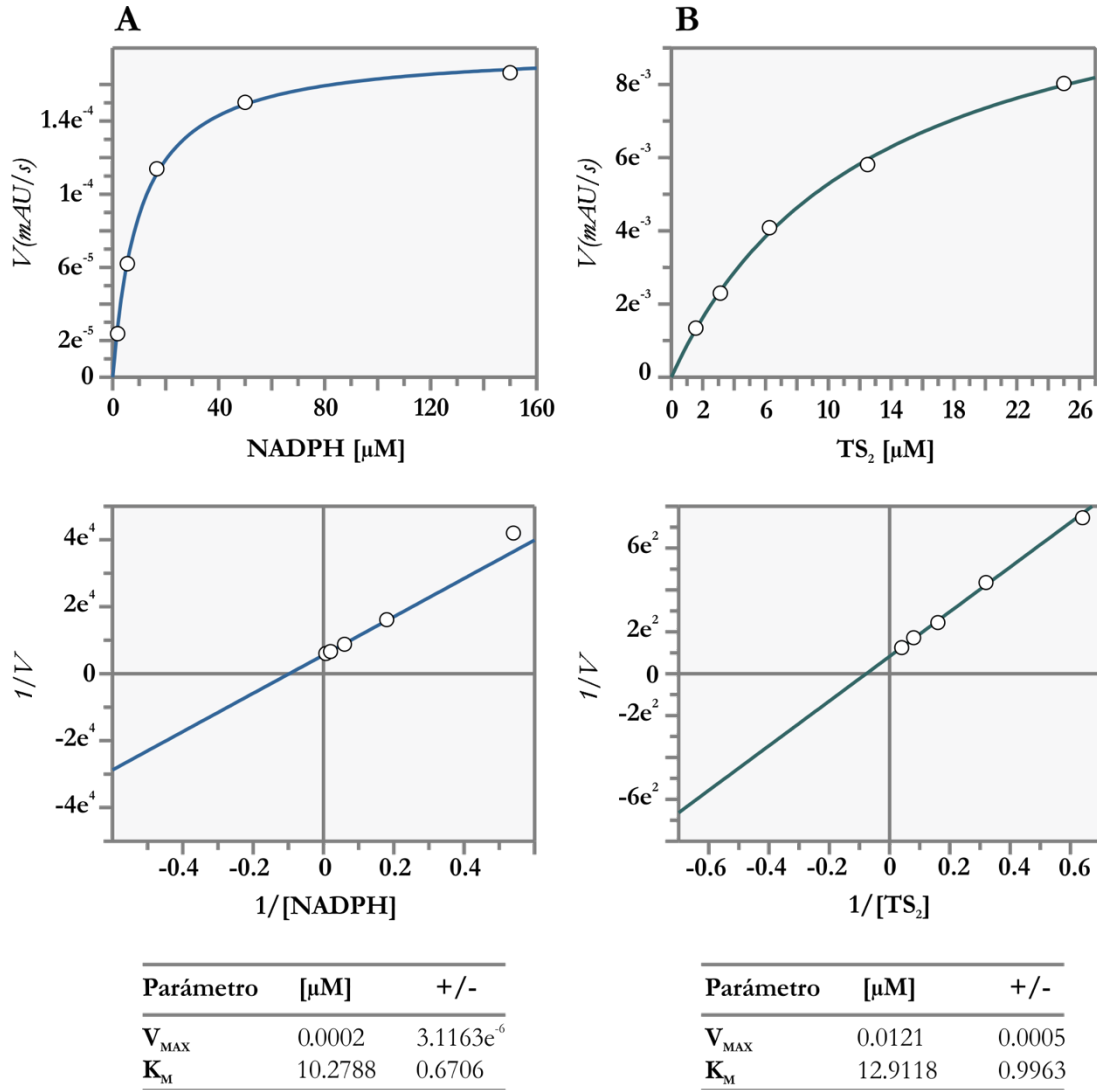 A
B
1.4e⁻⁴
1e⁻⁴
6e⁻⁵
2e⁻⁵
0
V(mAU/s)
0 40 80 120 160
NADPH [µM]
8e⁻³
6e⁻³
4e⁻³
2e⁻³
0
V(mAU/s)
0 2 6 10 14 18 22 26
TS₂ [µM]
4e⁴
2e⁴
0
-2e⁴
-4e⁴
1/V
-0.4 -0.2 0 0.2 0.4
1/[NADPH]
6e²
2e²
0
-2e²
-6e²
1/V
-0.6 -0.4 -0.2 0 0.2 0.4 0.6
1/[TS₂]
Parámetro [µM] +/-
V_MAX 0.0002 3.1163e⁻⁶
K_M 10.2788 0.6706
Parámetro [µM] +/-
V_MAX 0.0121 0.0005
K_M 12.9118 0.9963